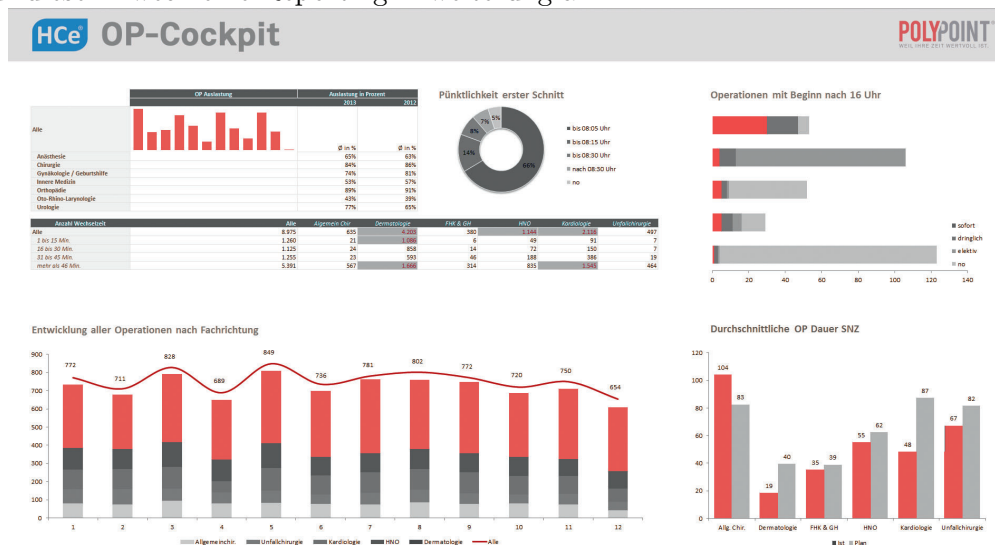 HCe OP-Cockpit
POLYPOINT
WEIL IHRE ZEIT WERTVOLL IST.
OP Auslastung Auslastung in Prozent
2013 2012
Alle
Ø in % Ø in %
Anästhesie 65% 63%
Chirurgie 84% 86%
Gynäkologie / Geburtshilfe 74% 81%
Innere Medizin 53% 57%
Orthopädie 89% 91%
Oto-Rhino-Larynologie 43% 39%
Urologie 77% 65%
Pünktlichkeit erster Schnitt
5%
7%
8%
14%
66%
bis 08:05 Uhr
bis 08:15 Uhr
bis 08:30 Uhr
nach 08:30 Uhr
no
Operationen mit Beginn nach 16 Uhr
sofort
dringlich
elektiv
no
0 20 40 60 80 100 120 140
Anzahl Wechselzeit Alle Algemein Chir Dermatologie FHK & GH HNO Kardiologie Unfallchirurgie
Alle 8.975 635 4.203 380 1.144 2.116 497
1 bis 15 Min. 1.260 21 1.086 6 49 91 7
16 bis 30 Min. 1.125 24 858 14 72 150 7
31 bis 45 Min. 1.255 23 593 46 188 386 19
mehr als 46 Min. 5.391 567 1.666 314 835 1.545 464
Entwicklung aller Operationen nach Fachrichtung
900
800
700
600
500
400
300
200
100
0
772 711 828 689 849 736 781 802 772 720 750 654
1 2 3 4 5 6 7 8 9 10 11 12
Allgemeinchir. Unfallchirurgie Kardiologie HNO Dermatologie Alle
Durchschnittliche OP Dauer SNZ
120
100
80
60
40
20
0
104 83 19 40 35 39 55 62 48 87 67 82
Allg. Chir. Dermatologie FHK & GH HNO Kardiologie Unfallchirurgie
Ist Plan